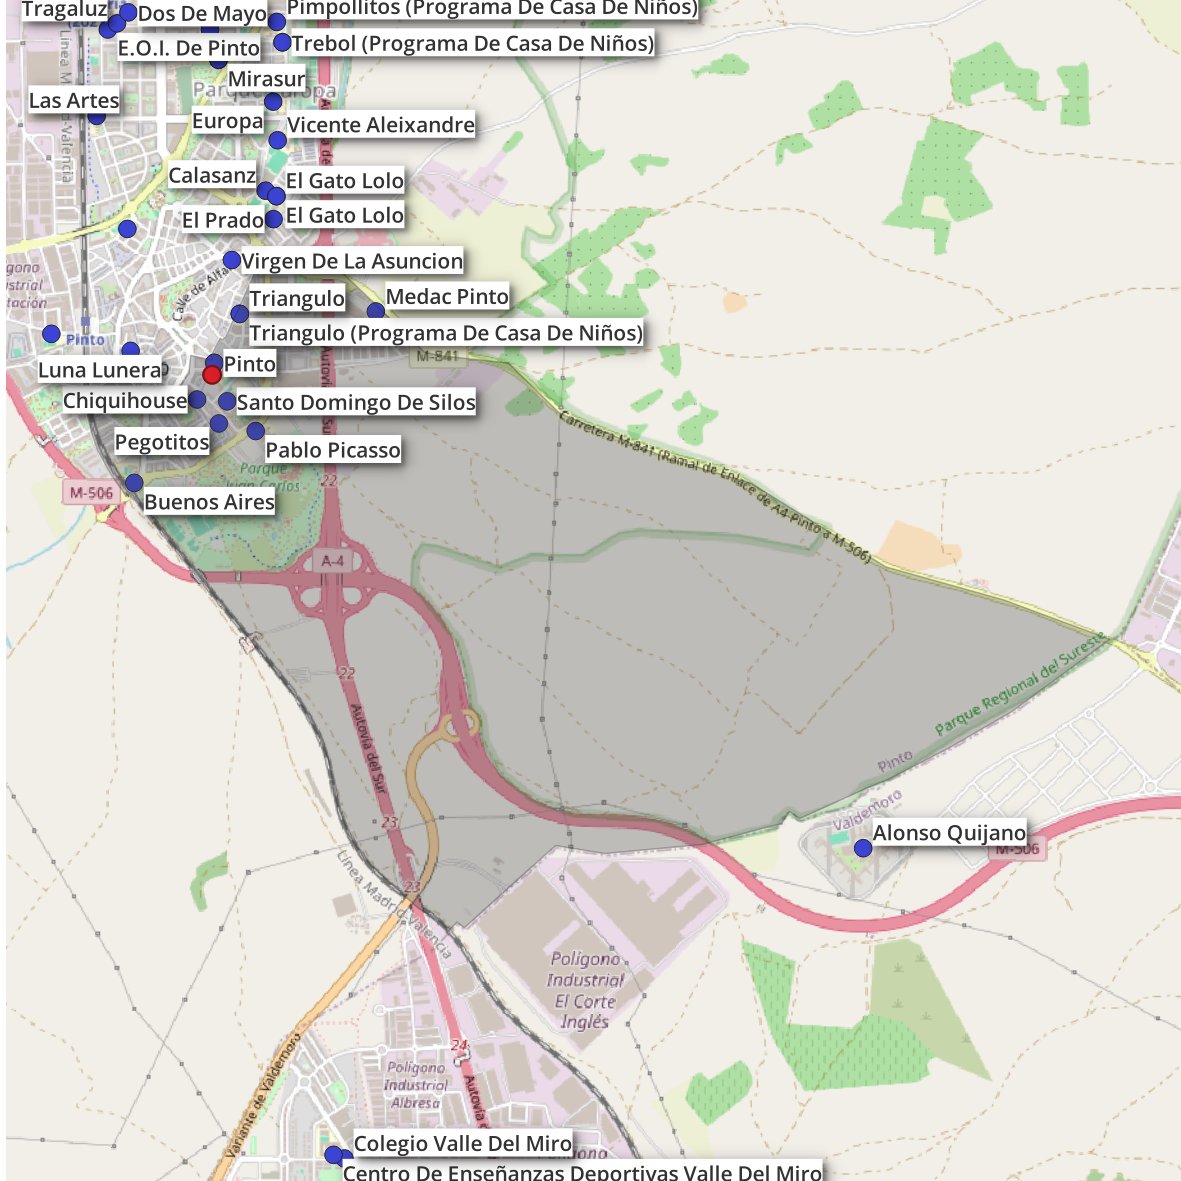 Pimpollitos (Programa De Casa De Niños)
Tragaluz
Dos De Mayo
Trebol (Programa De Casa De Niños)
E.O.I. De Pinto
Mirasur
Las Artes
Europa
Vicente Aleixandre
Calasanz
El Gato Lolo
El Prado
El Gato Lolo
Virgen De La Asuncion
Triangulo
Medac Pinto
Triangulo (Programa De Casa De Niños)
Pinto
M-841
Pinto
Luna Lunera
Chiquihouse
Santo Domingo De Silos
Carretera M-841 (Ramal de Enlace de A4-Pinto a M-506)
Pegotitos
Pablo Picasso
Parque
Juan Carlos
22
M-506
Buenos Aires
A-4
22
Parque Regional del Sureste
Autovía del Sur
Pinto
Valdemoro
23
Alonso Quijano
M-506
Línea Madrid-Valencia
23
Polígono
Industrial
El Corte
Inglés
24
Polígono
Industrial
Albresa
Variante de Valdemoro
Colegio Valle Del Miro
Centro De Enseñanzas Deportivas Valle Del Miro